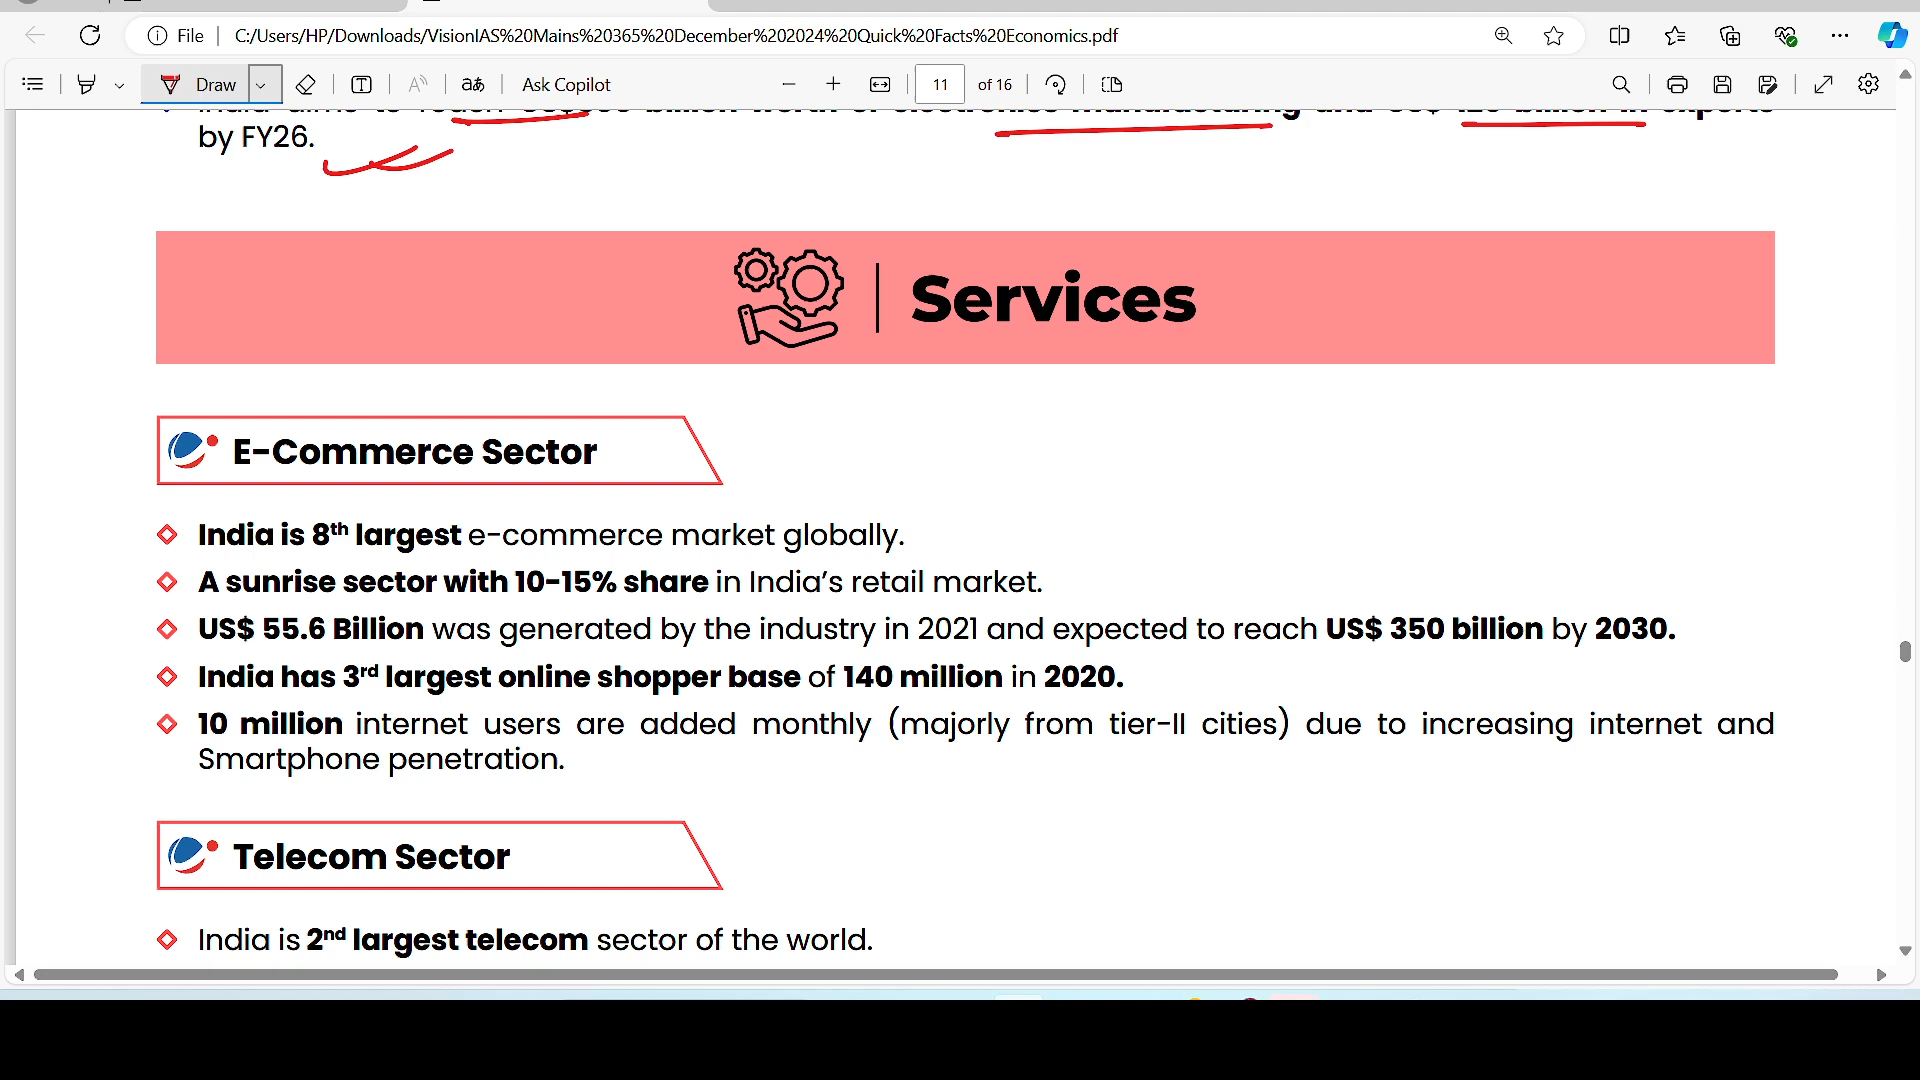 File
C:/Users/HP/Downloads/VisionIAS%20Mains%20365%20December%202024%20Quick%20Facts%20Economics.pdf
Draw
Ask Copilot
11 of 16
by FY26.
Services
E-Commerce Sector
India is 8th largest e-commerce market globally.
A sunrise sector with 10-15% share in India's retail market.
US$ 55.6 Billion was generated by the industry in 2021 and expected to reach US$ 350 billion by 2030.
India has 3rd largest online shopper base of 140 million in 2020.
10 million internet users are added monthly (majorly from tier-II cities) due to increasing internet and
Smartphone penetration.
Telecom Sector
India is 2nd largest telecom sector of the world.